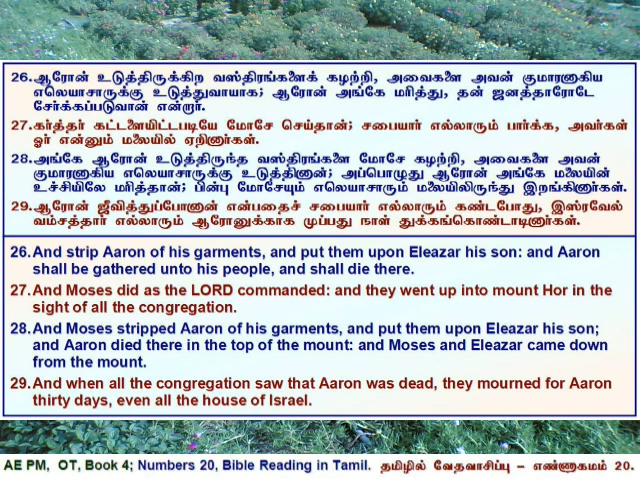 26.ஆரோன் உடுத்திருக்கிற வஸ்திரங்களைக் கழற்றி, அவைகளை அவன் குமாரனாகிய
எலெயாசாருக்கு உடுத்துவாயாக; ஆரோன் அங்கே மரித்து, தன் ஜனத்தாரோடே
சேர்க்கப்படுவான் என்றார்.
27.கர்த்தர் கட்டளையிட்டபடியே மோசே செய்தான்; சபையார் எல்லாரும் பார்க்க, அவர்கள்
ஓர் என்னும் மலையில் ஏறினார்கள்.
28.அங்கே ஆரோன் உடுத்திருந்த வஸ்திரங்களை மோசே கழற்றி, அவைகளை அவன்
குமாரனாகிய எலெயாசாருக்கு உடுத்தினான்; அப்பொழுது ஆரோன் அங்கே மலையின்
உச்சியிலே மரித்தான்; பின்பு மோசேயும் எலெயாசாரும் மலையிலிருந்து இறங்கினார்கள்.
29.ஆரோன் ஜீவித்துப்போனான் என்பதைச் சபையார் எல்லாரும் கண்டபோது, இஸ்ரவேல்
வம்சத்தார் எல்லாரும் ஆரோனுக்காக முப்பது நாள் துக்கங்கொண்டாடினார்கள்.
26.And strip Aaron of his garments, and put them upon Eleazar his son: and Aaron
shall be gathered unto his people, and shall die there.
27.And Moses did as the LORD commanded: and they went up into mount Hor in the
sight of all the congregation.
28.And Moses stripped Aaron of his garments, and put them upon Eleazar his son;
and Aaron died there in the top of the mount: and Moses and Eleazar came down
from the mount.
29.And when all the congregation saw that Aaron was dead, they mourned for Aaron
thirty days, even all the house of Israel.
AE PM, OT, Book 4; Numbers 20, Bible Reading in Tamil. தமிழில் வேதவாசிப்பு – எண்ணாகமம் 20.